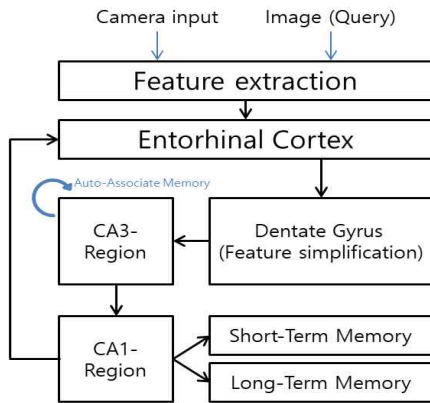 Camera input
Image (Query)
Feature extraction
Entorhinal Cortex
Auto-Associate Memory
CA3-
Region
Dentate Gyrus
(Feature simplification)
CA1-
Region
Short-Term Memory
Long-Term Memory